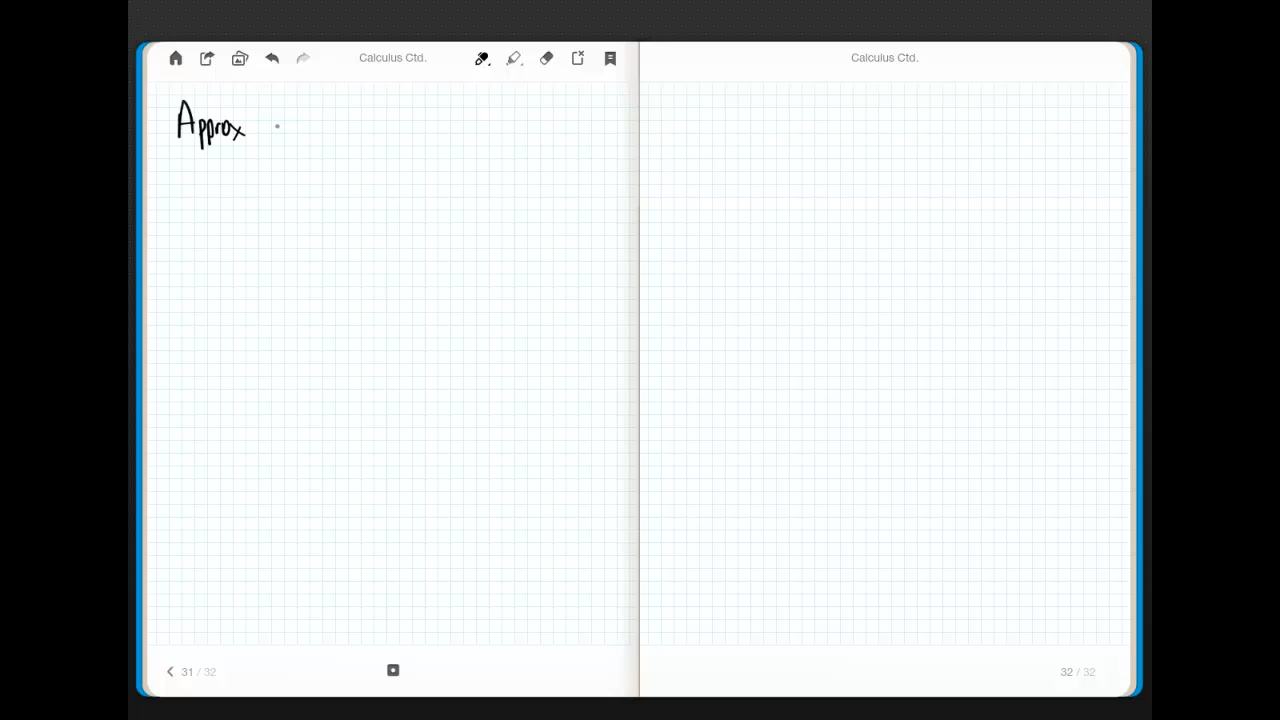 Calculus Ctd.
Calculus Ctd.
Approx
31 / 32
32 / 32